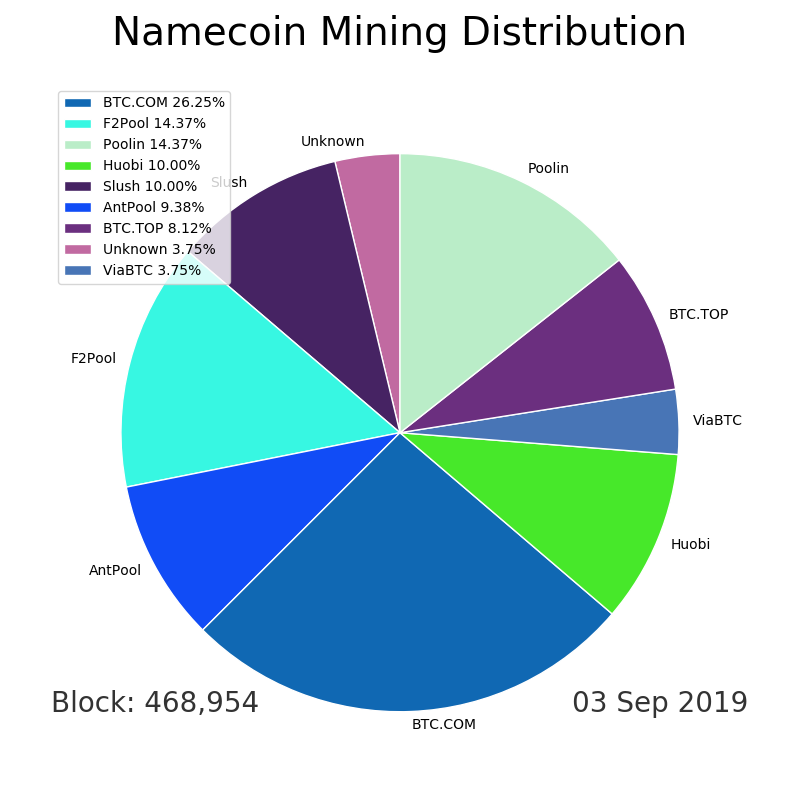 Namecoin Mining Distribution
BTC.COM 26.25%
F2Pool 14.37%
Poolin 14.37%
Huobi 10.00%
Slush 10.00%
AntPool 9.38%
BTC.TOP 8.12%
Unknown 3.75%
ViaBTC 3.75%
Unknown
Poolin
Slush
BTC.TOP
F2Pool
ViaBTC
Huobi
AntPool
Block: 468,954
03 Sep 2019
BTC.COM